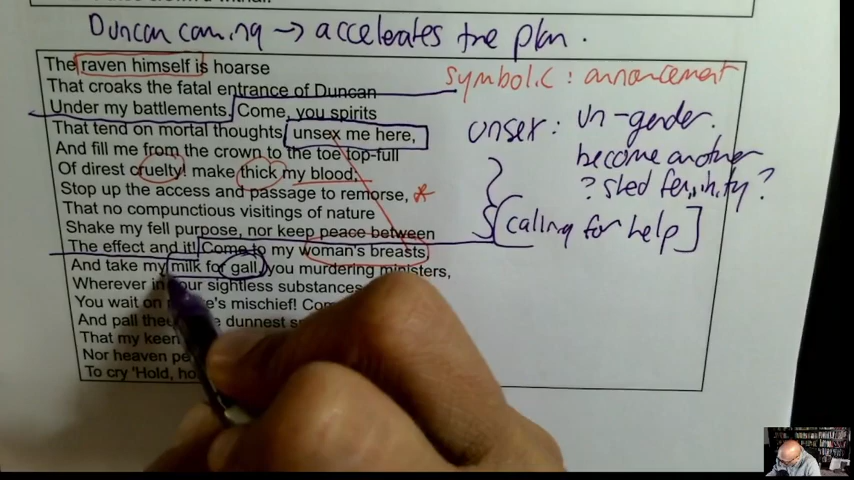 Duncan coming → accelerates the plan.
The raven himself is hoarse
That croaks the fatal entrance of Duncan
symbolic : annoncement
Under my battlements. Come, you spirits
That tend on mortal thoughts, unsex me here,
unsex : un-gender.
And fill me from the crown to the toe top-full
become another
Of direst cruelty! make thick my blood;
? shed femininity ?
Stop up the access and passage to remorse,
That no compunctious visitings of nature
Shake my fell purpose, nor keep peace between
[calling for help]
The effect and it! Come to my woman's breasts,
And take my milk for gall, you murdering ministers,
Wherever in your sightless substances
You wait on 's mischief! Com
And pall thee dunnest
That my keen
Nor heaven pe
To cry 'Hold, ho